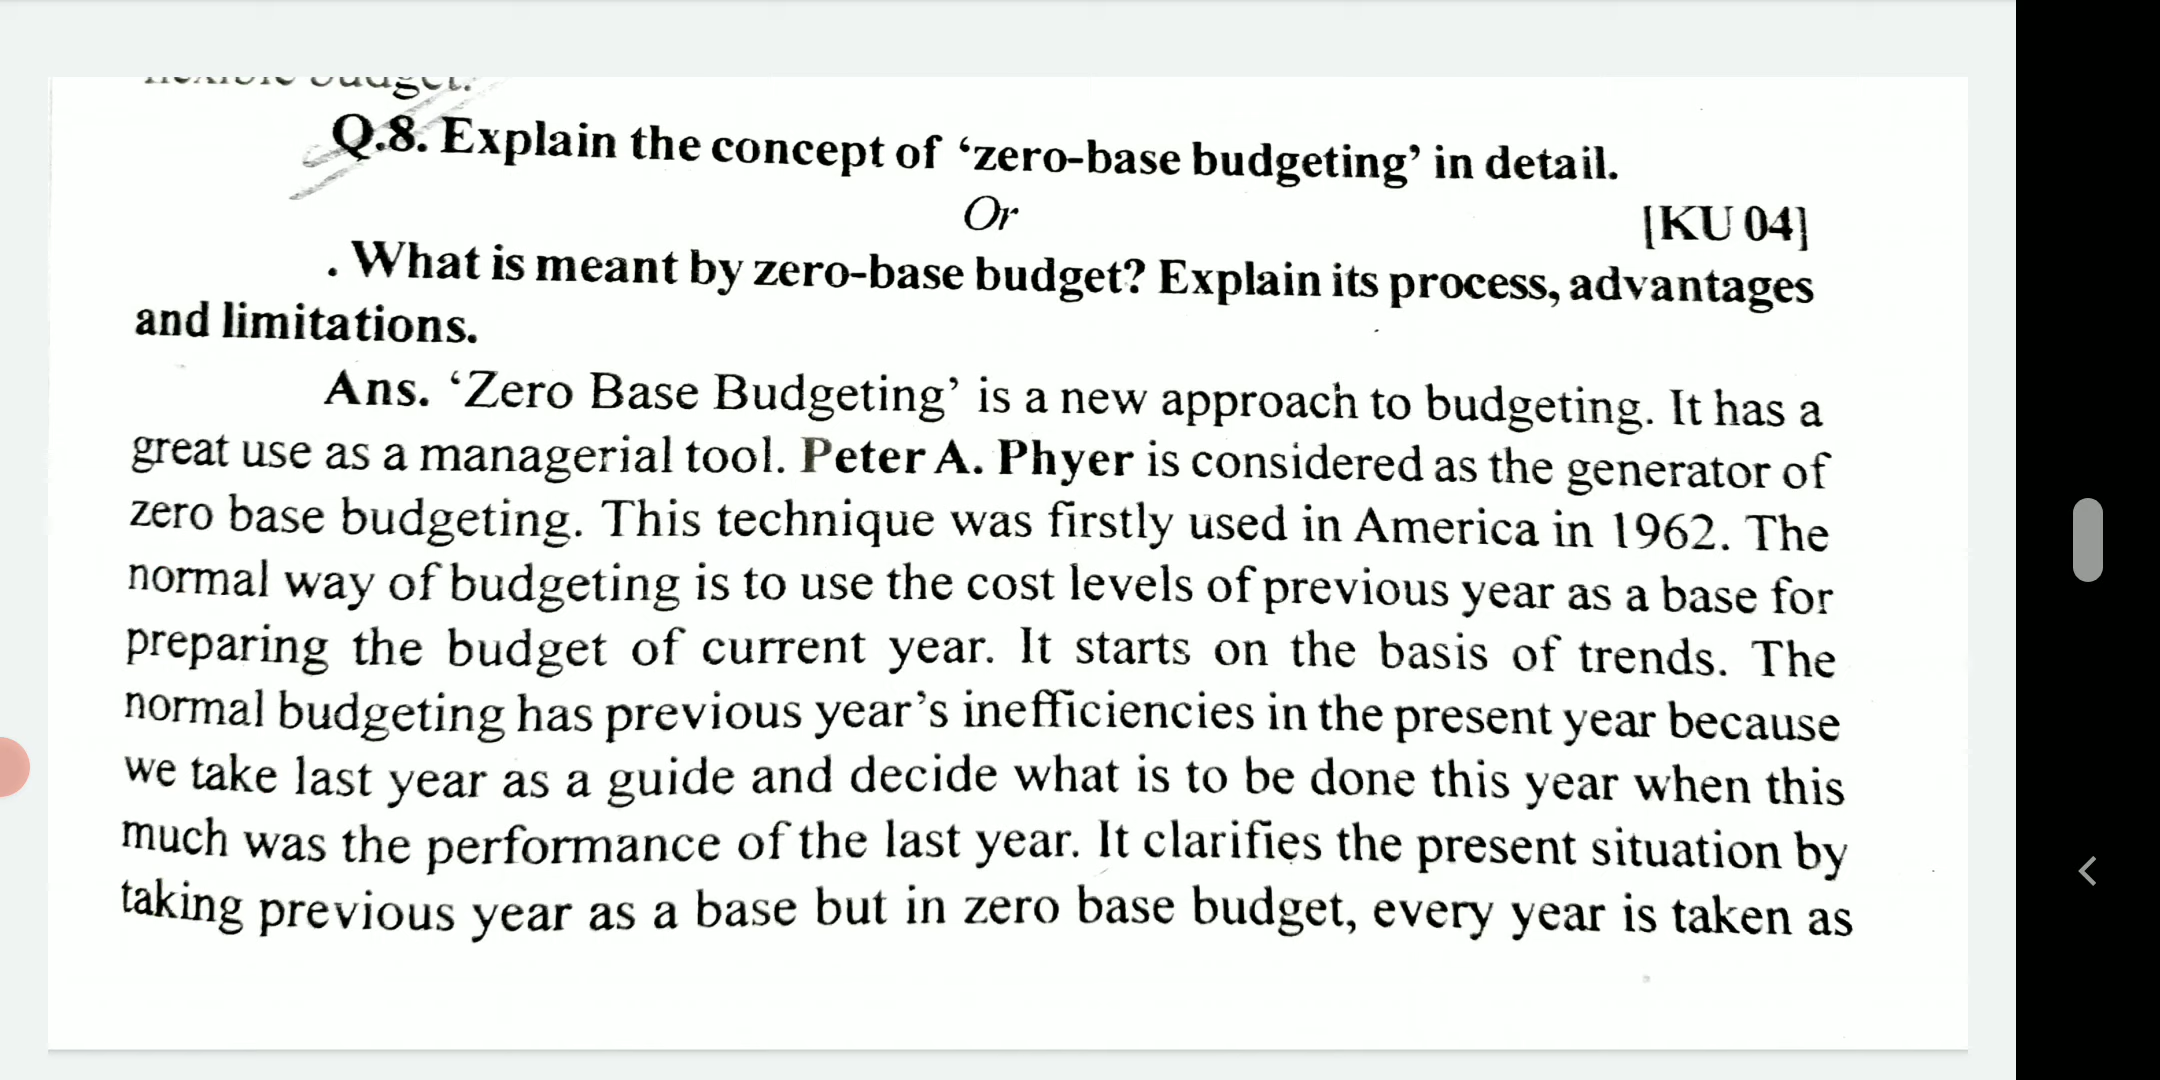 flexible budget.
Q.8. Explain the concept of ‘zero-base budgeting’ in detail.
Or
[KU 04]
. What is meant by zero-base budget? Explain its process, advantages
and limitations.
Ans. ‘Zero Base Budgeting’ is a new approach to budgeting. It has a
great use as a managerial tool. Peter A. Phyer is considered as the generator of
zero base budgeting. This technique was firstly used in America in 1962. The
normal way of budgeting is to use the cost levels of previous year as a base for
preparing the budget of current year. It starts on the basis of trends. The
normal budgeting has previous year’s inefficiencies in the present year because
we take last year as a guide and decide what is to be done this year when this
much was the performance of the last year. It clarifies the present situation by
taking previous year as a base but in zero base budget, every year is taken as